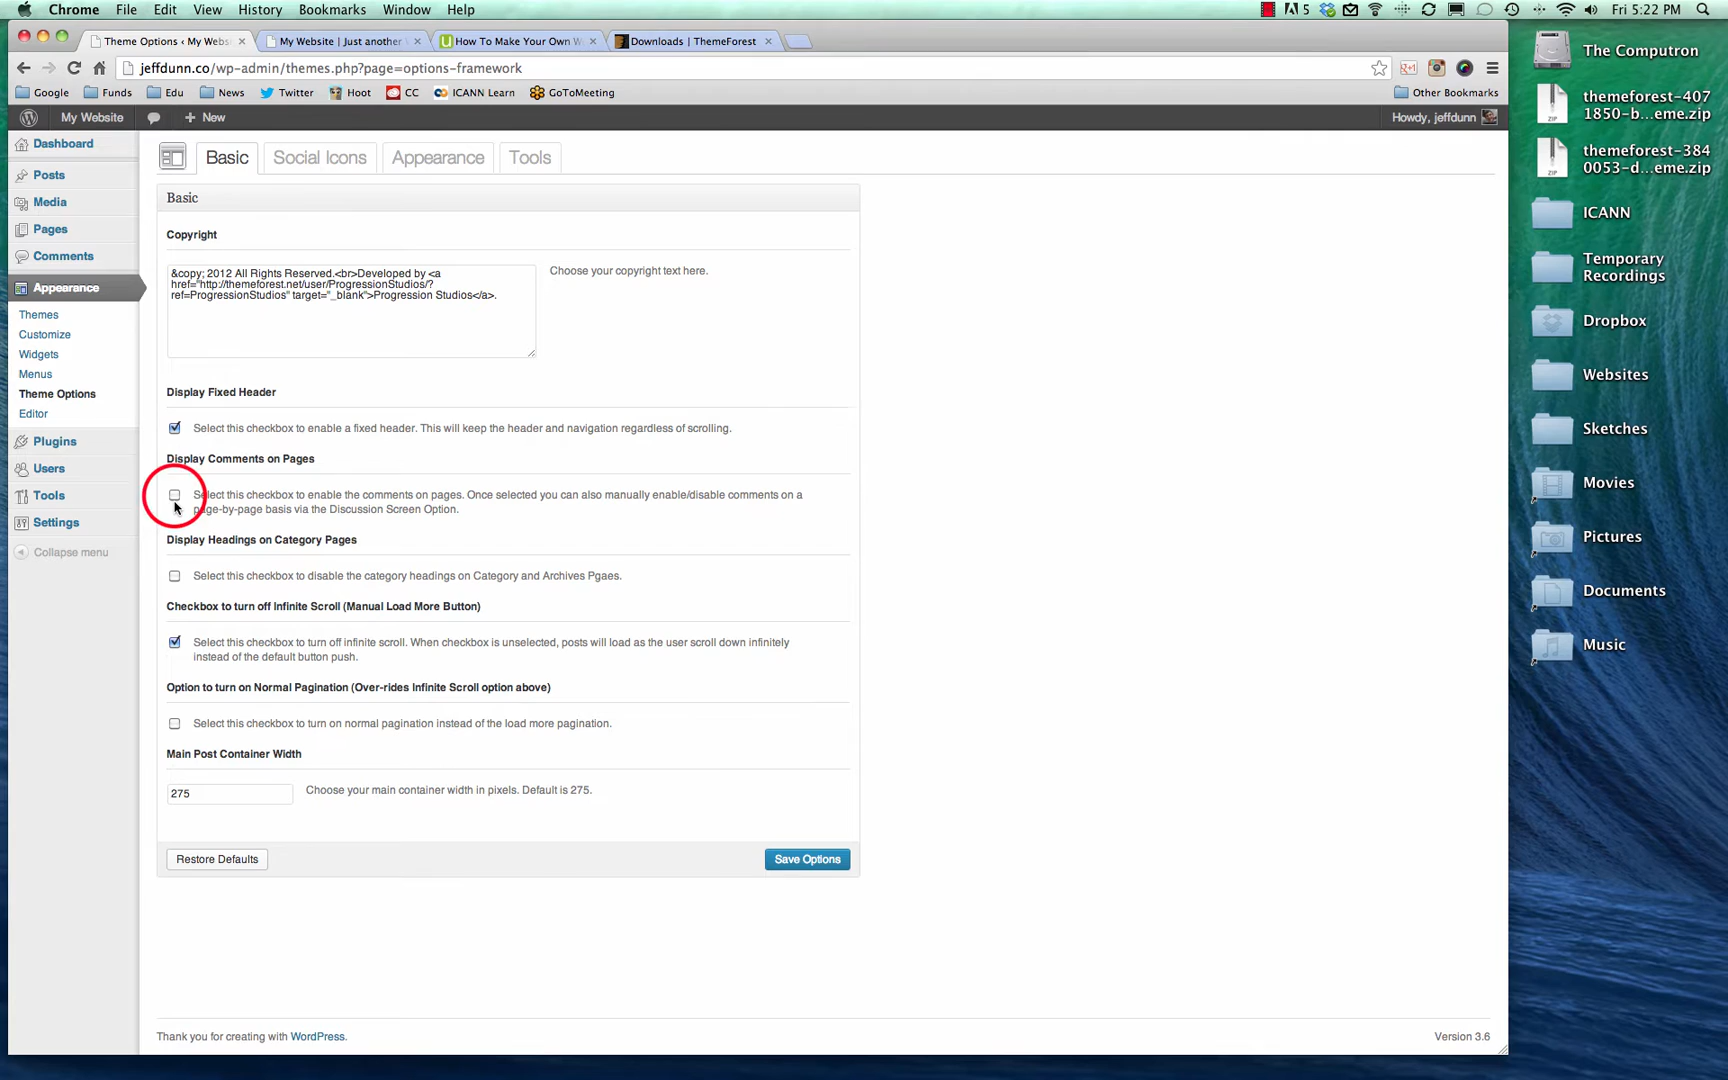 Chrome File Edit View History Bookmarks Window Help
5 Fri 5:22 PM
Theme Options ‹ My Webs
My Website | Just another
How To Make Your Own W
Downloads | ThemeForest
jeffdunn.co/wp-admin/themes.php?page=options-framework
Google Funds Edu News Twitter Hoot CC ICANN Learn GoToMeeting Other Bookmarks
My Website + New Howdy, jeffdunn
Dashboard
Posts
Media
Pages
Comments
Appearance
Themes
Customize
Widgets
Menus
Theme Options
Editor
Plugins
Users
Tools
Settings
Collapse menu
Basic Social Icons Appearance Tools
Basic
Copyright
&copy; 2012 All Rights Reserved.<br>Developed by <a
href="http://themeforest.net/user/ProgressionStudios/?
ref=ProgressionStudios" target="_blank">Progression Studios</a>.
Choose your copyright text here.
Display Fixed Header
Select this checkbox to enable a fixed header. This will keep the header and navigation regardless of scrolling.
Display Comments on Pages
Select this checkbox to enable the comments on pages. Once selected you can also manually enable/disable comments on a
page-by-page basis via the Discussion Screen Option.
Display Headings on Category Pages
Select this checkbox to disable the category headings on Category and Archives Pgaes.
Checkbox to turn off Infinite Scroll (Manual Load More Button)
Select this checkbox to turn off infinite scroll. When checkbox is unselected, posts will load as the user scroll down infinitely
instead of the default button push.
Option to turn on Normal Pagination (Over-rides Infinite Scroll option above)
Select this checkbox to turn on normal pagination instead of the load more pagination.
Main Post Container Width
275
Choose your main container width in pixels. Default is 275.
Restore Defaults
Save Options
Thank you for creating with WordPress.
Version 3.6
The Computron
ZIP
themeforest-407
1850-b...eme.zip
ZIP
themeforest-384
0053-d...eme.zip
ICANN
Temporary
Recordings
Dropbox
Websites
Sketches
Movies
Pictures
Documents
Music